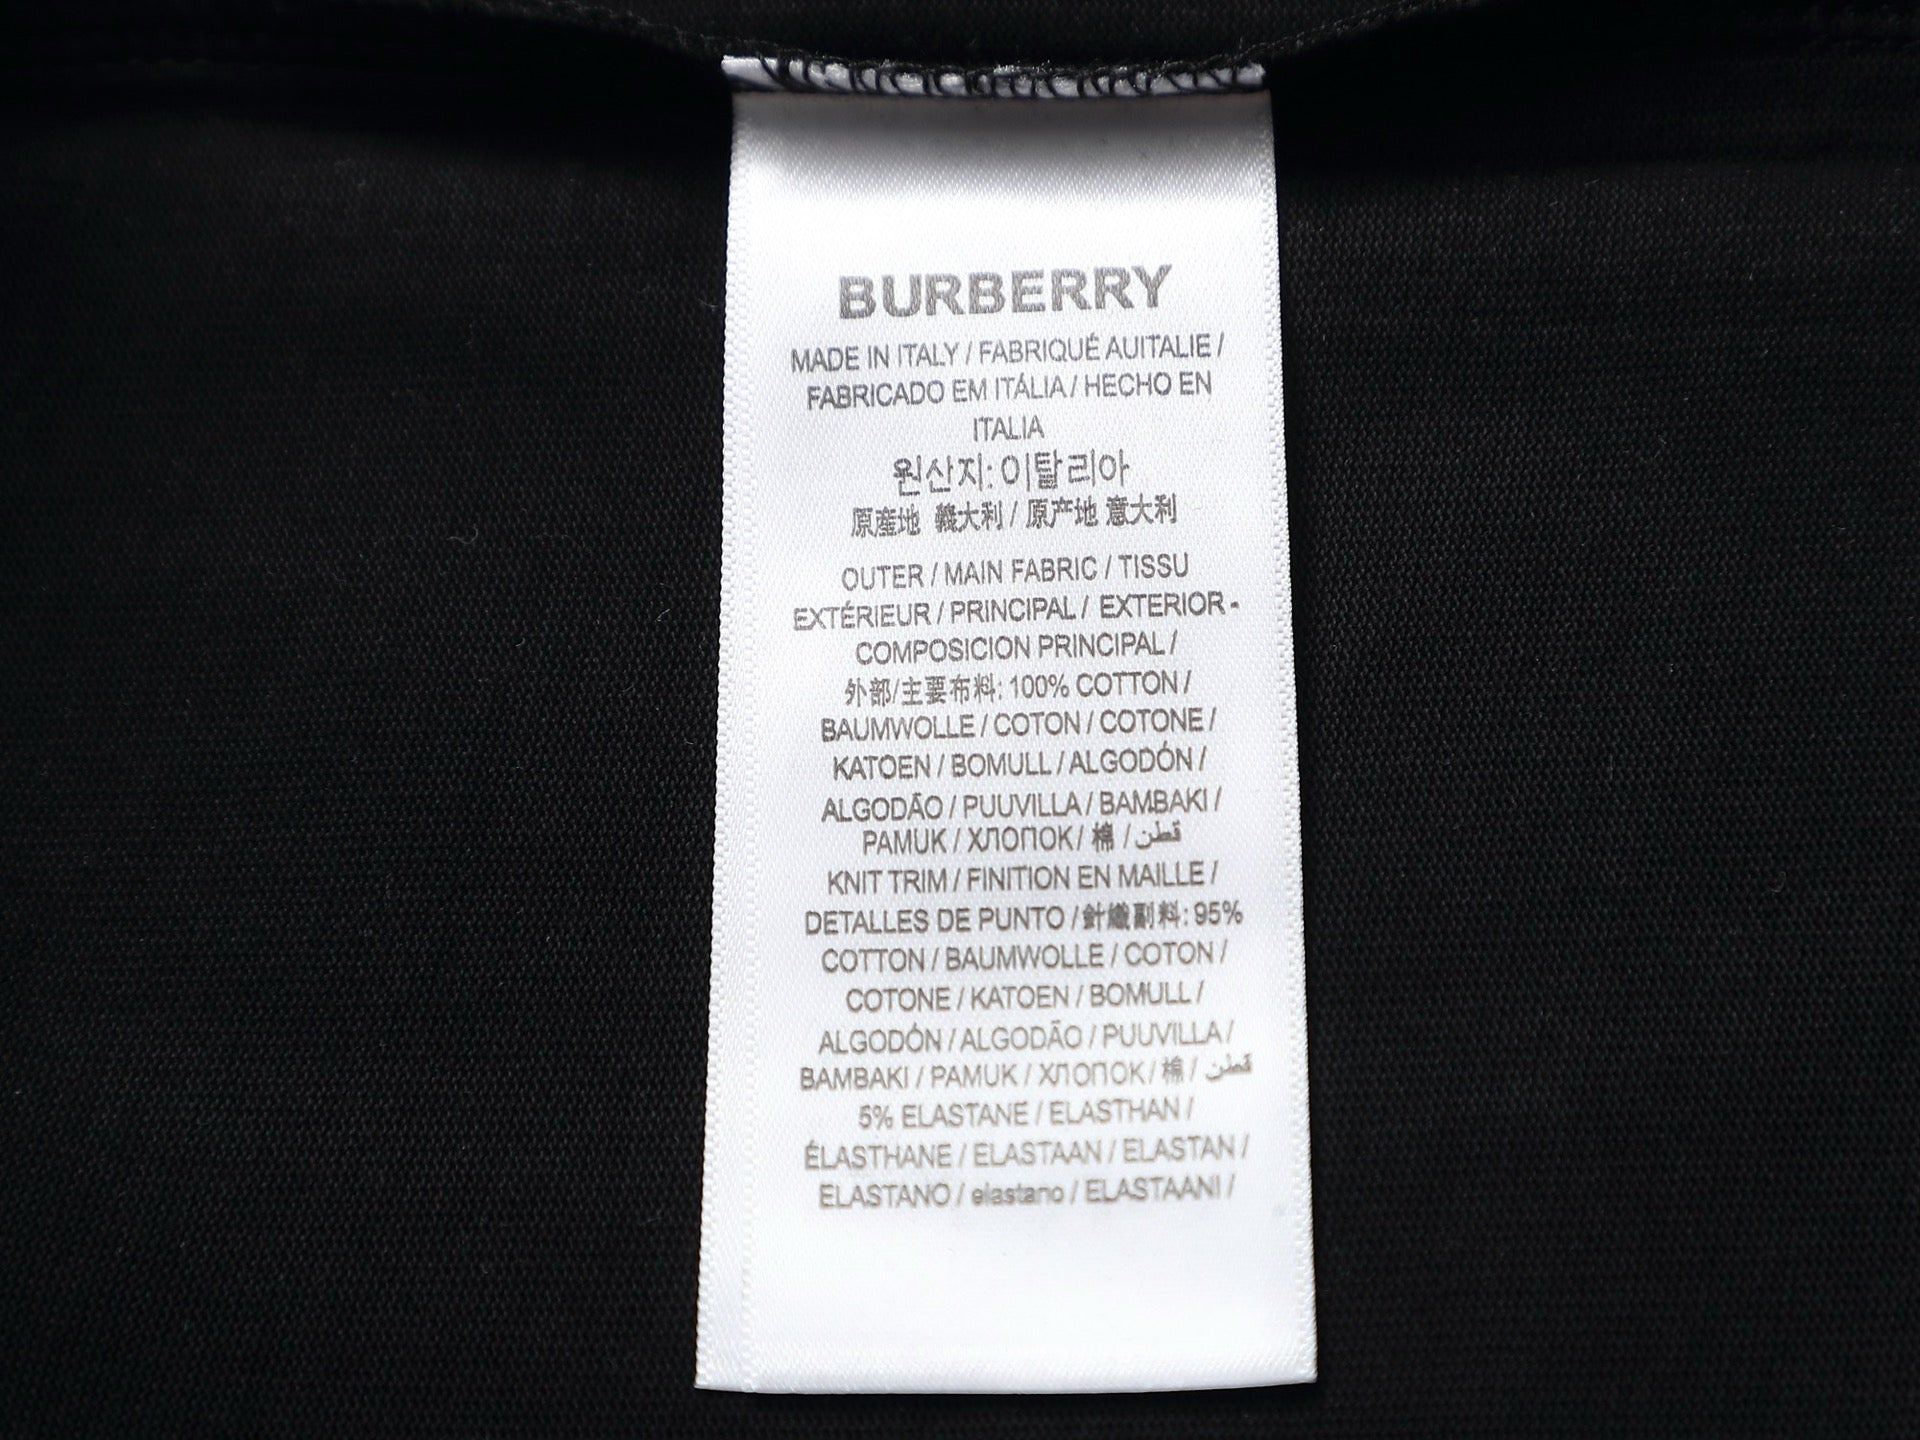 BURBERRY
MADE IN ITALY / FABRIQUÉ AUITALIE /
FABRICADO EM ITÁLIA / HECHO EN
ITALIA
원산지: 이탈리아
原產地 義大利 / 原产地 意大利
OUTER / MAIN FABRIC / TISSU
EXTÉRIEUR / PRINCIPAL / EXTERIOR -
COMPOSICION PRINCIPAL /
外部/主要布料: 100% COTTON /
BAUMWOLLE / COTON / COTONE /
KATOEN / BOMULL / ALGODÓN /
ALGODÃO / PUUVILLA / BAMBAKI /
PAMUK / ХЛОПОК / 棉 / قطن
KNIT TRIM / FINITION EN MAILLE /
DETALLES DE PUNTO / 針織副料: 95%
COTTON / BAUMWOLLE / COTON /
COTONE / KATOEN / BOMULL /
ALGODÓN / ALGODÃO / PUUVILLA /
BAMBAKI / PAMUK / ХЛОПОК / 棉 / قطن
5% ELASTANE / ELASTHAN /
ÉLASTHANE / ELASTAAN / ELASTAN /
ELASTANO / elastano / ELASTAANI /